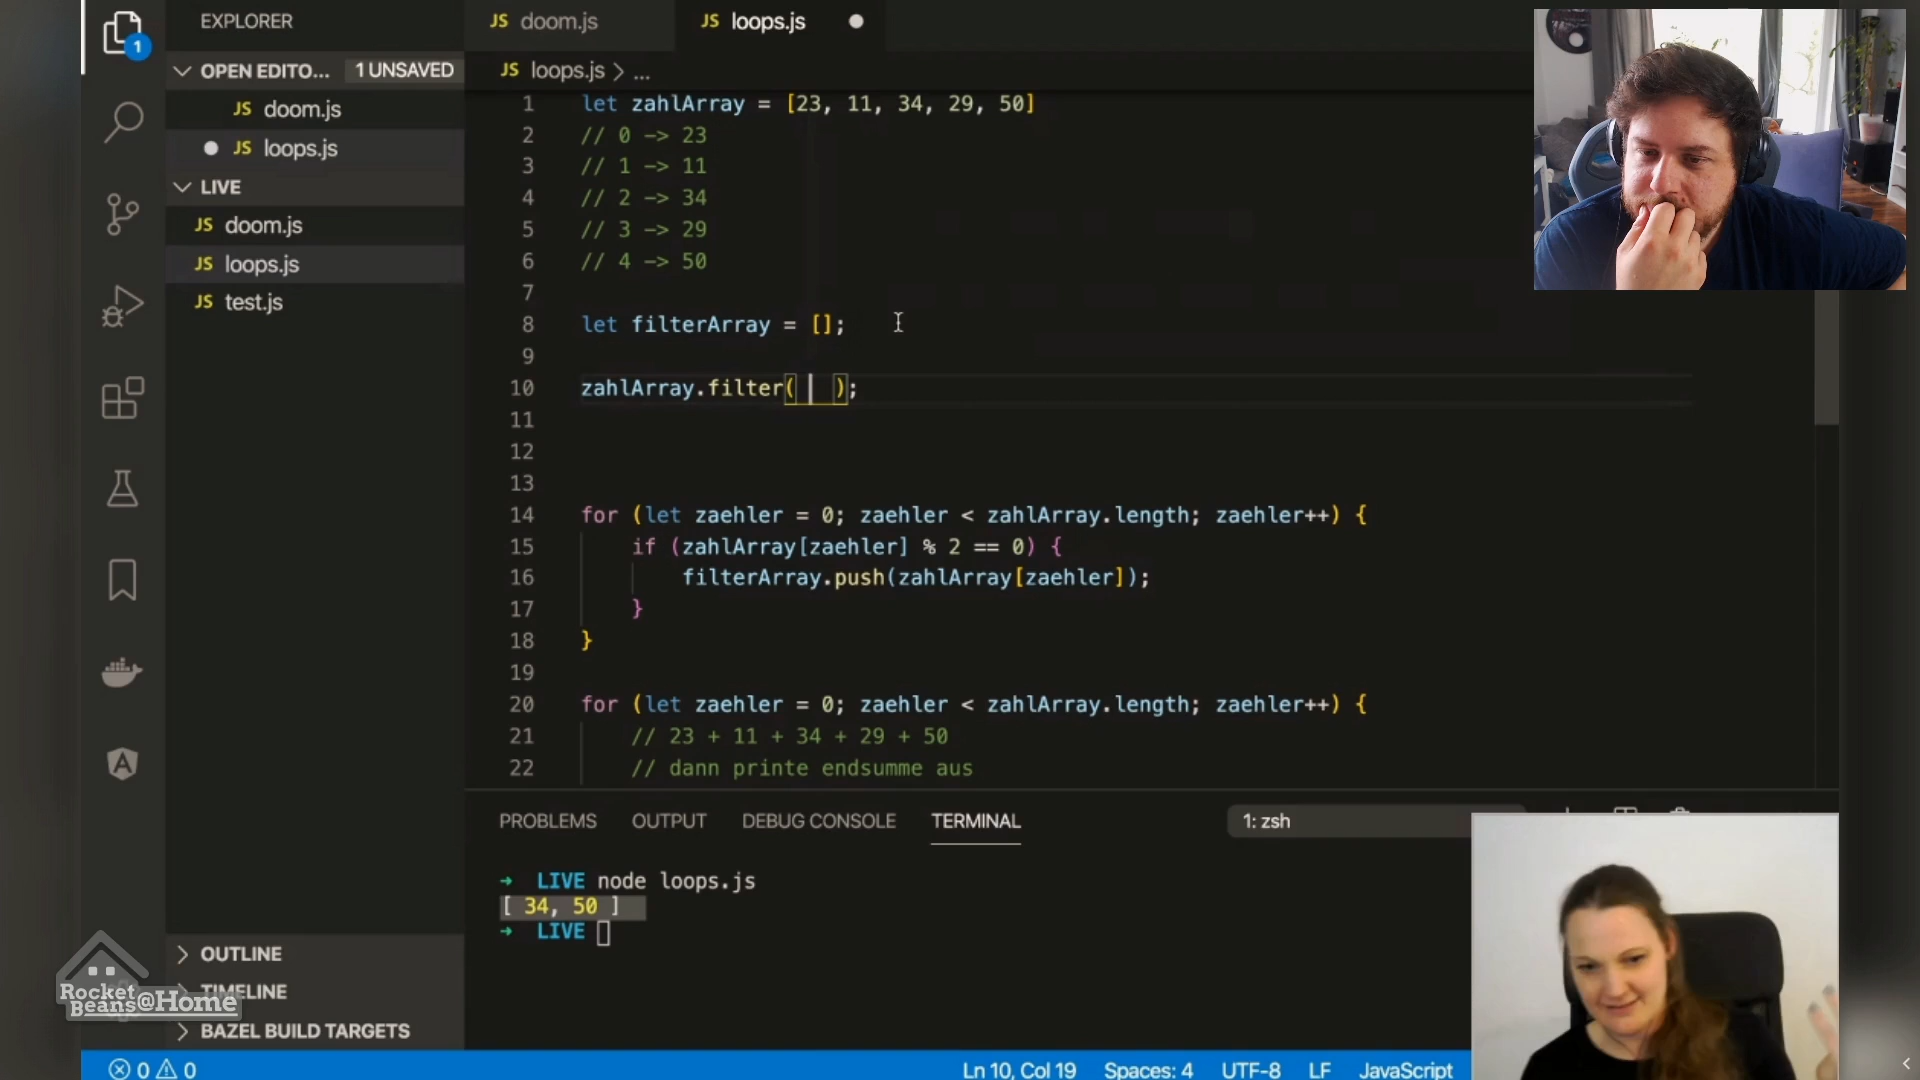 EXPLORER
OPEN EDITO... 1 UNSAVED
JS doom.js
JS loops.js
LIVE
JS doom.js
JS loops.js
JS test.js
OUTLINE
TIMELINE
BAZEL BUILD TARGETS
1
JS doom.js
JS loops.js
JS loops.js > ...
1 let zahlArray = [23, 11, 34, 29, 50]
2 // 0 -> 23
3 // 1 -> 11
4 // 2 -> 34
5 // 3 -> 29
6 // 4 -> 50
7
8 let filterArray = [];
9
10 zahlArray.filter( );
11
12
13
14 for (let zaehler = 0; zaehler < zahlArray.length; zaehler++) {
15 if (zahlArray[zaehler] % 2 == 0) {
16 filterArray.push(zahlArray[zaehler]);
17 }
18 }
19
20 for (let zaehler = 0; zaehler < zahlArray.length; zaehler++) {
21 // 23 + 11 + 34 + 29 + 50
22 // dann printe endsumme aus
PROBLEMS OUTPUT DEBUG CONSOLE TERMINAL 1: zsh
➜ LIVE node loops.js
[ 34, 50 ]
➜ LIVE
Rocket
Beans@Home
0 0 Ln 10, Col 19 Spaces: 4 UTF-8 LF JavaScript